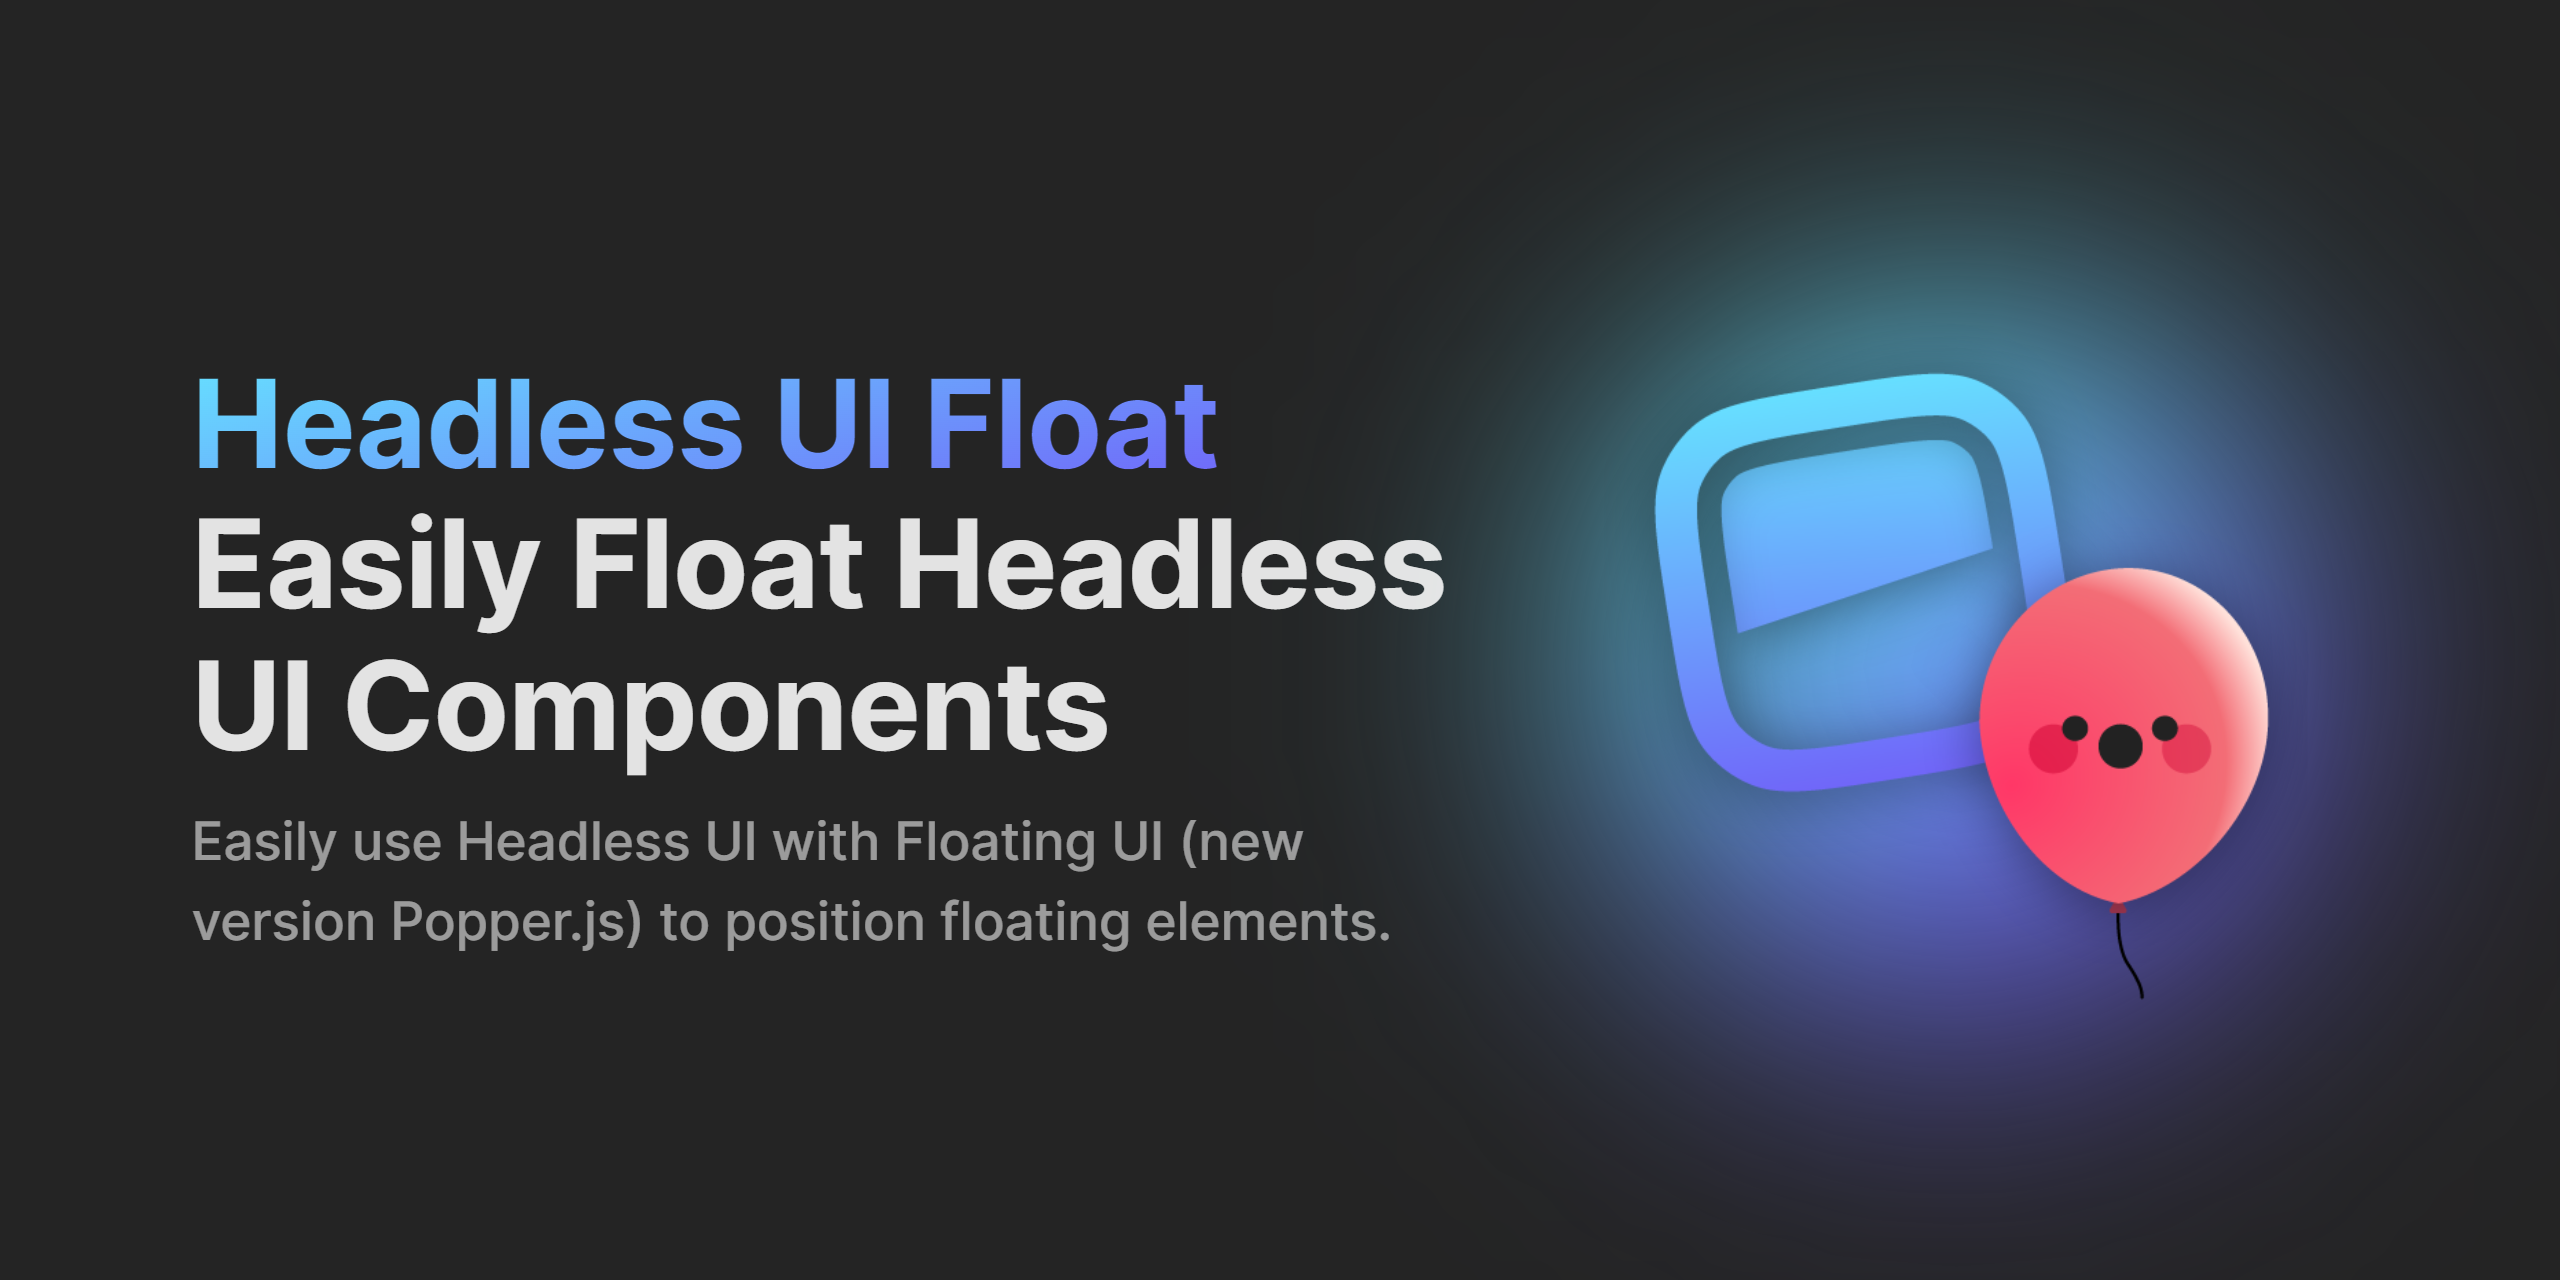 Headless UI Float
Easily Float Headless
UI Components
Easily use Headless UI with Floating UI (new
version Popper.js) to position floating elements.